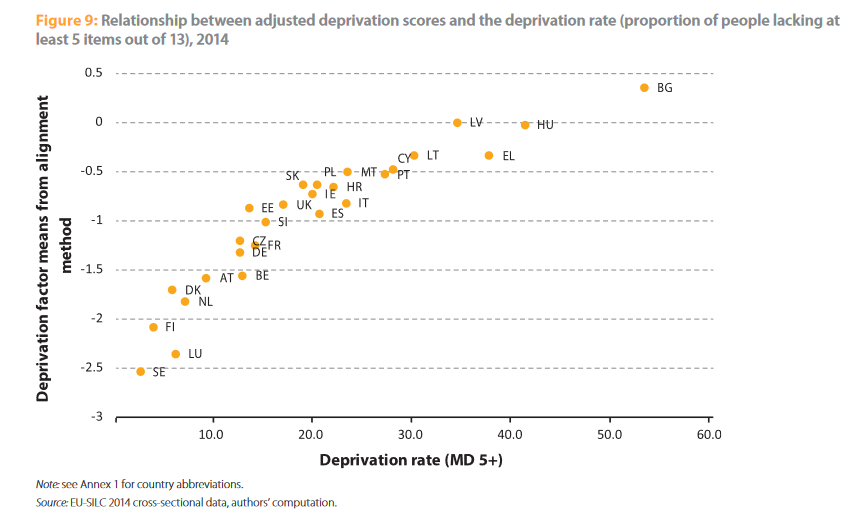 Figure 9: Relationship between adjusted deprivation scores and the deprivation rate (proportion of people lacking at
least 5 items out of 13), 2014
Deprivation factor means from alignment
method
0.5
0
-0.5
-1
-1.5
-2
-2.5
-3
BG
LV
HU
CY
LT
EL
PL
MT
PT
SK
HR
IE
IT
EE
UK
ES
SI
CZ
FR
DE
AT
BE
DK
NL
FI
LU
SE
10.0
20.0
30.0
40.0
50.0
60.0
Deprivation rate (MD 5+)
Note: see Annex 1 for country abbreviations.
Source: EU-SILC 2014 cross-sectional data, authors' computation.